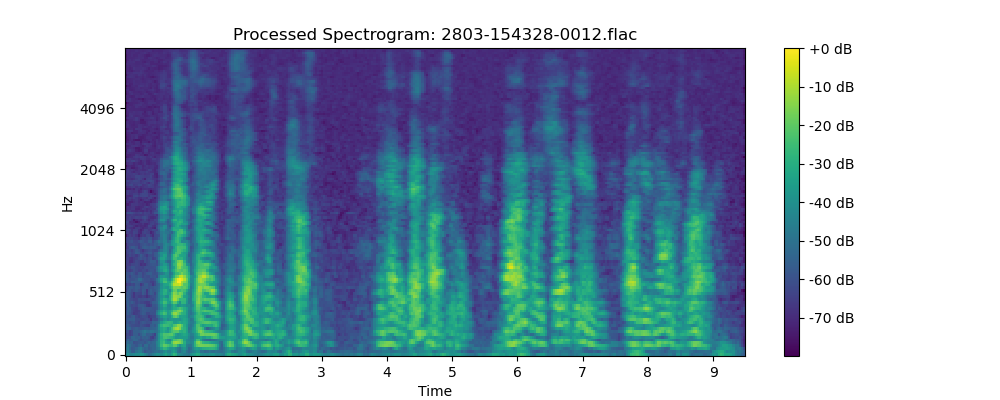 Processed Spectrogram: 2803-154328-0012.flac
+0 dB
-10 dB
-20 dB
-30 dB
-40 dB
-50 dB
-60 dB
-70 dB
4096
2048
1024
512
0
Hz
0 1 2 3 4 5 6 7 8 9
Time